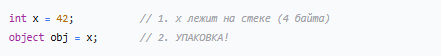 int x = 42;          // 1. x лежит на стеке (4 байта)
object obj = x;      // 2. УПАКОВКА!